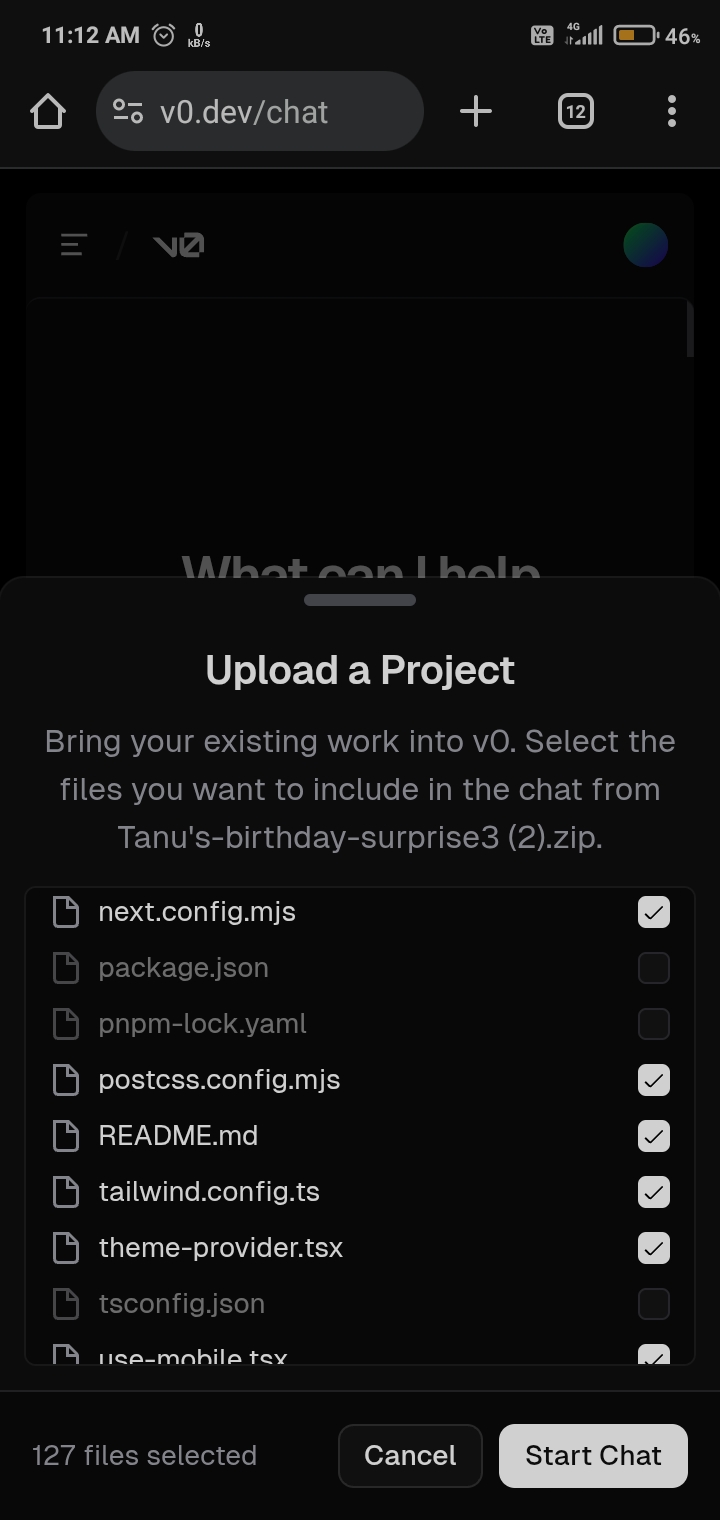 11:12 AM
0
kB/s
Vo
LTE
4G
46%
v0.dev/chat
12
v0
What can I help
Upload a Project
Bring your existing work into v0. Select the
files you want to include in the chat from
Tanu's-birthday-surprise3 (2).zip.
next.config.mjs
package.json
pnpm-lock.yaml
postcss.config.mjs
README.md
tailwind.config.ts
theme-provider.tsx
tsconfig.json
use-mobile.tsx
127 files selected
Cancel
Start Chat